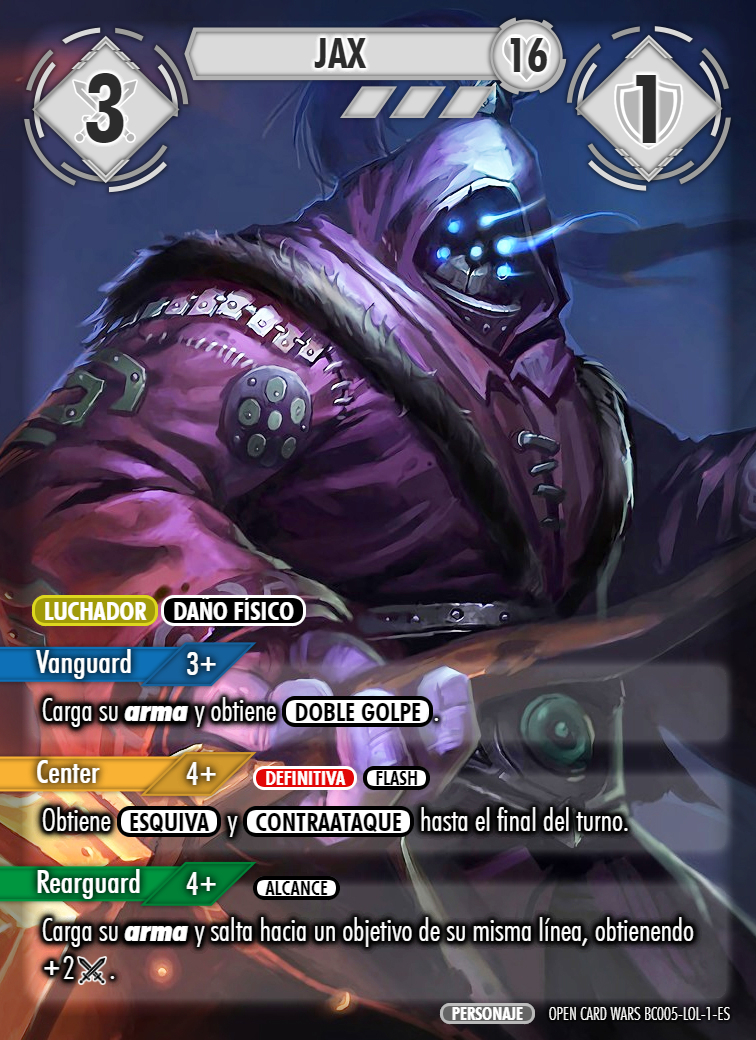 3
JAX
16
1
LUCHADOR DAÑO FÍSICO
Vanguard 3+
Carga su arma y obtiene DOBLE GOLPE.
Center 4+ DEFINITIVA FLASH
Obtiene ESQUIVA y CONTRAATAQUE hasta el final del turno.
Rearguard 4+ ALCANCE
Carga su arma y salta hacia un objetivo de su misma línea, obtieniendo
+2 .
PERSONAJE OPEN CARD WARS BC005-LOL-1-ES